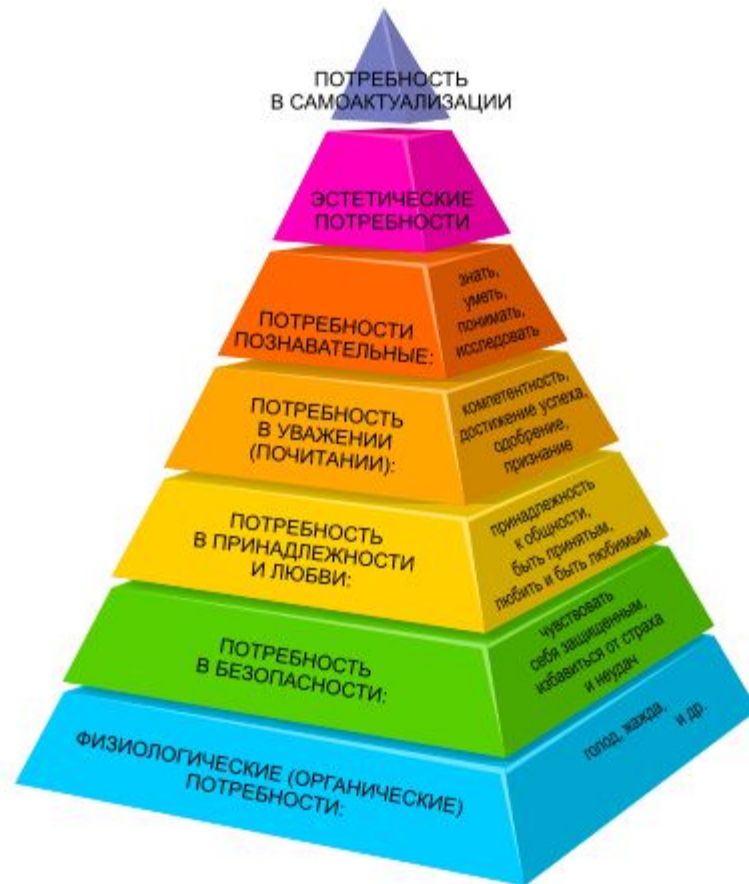 ПОТРЕБНОСТЬ
В САМОАКТУАЛИЗАЦИИ
ЭСТЕТИЧЕСКИЕ
ПОТРЕБНОСТИ
ПОТРЕБНОСТИ
ПОЗНАВАТЕЛЬНЫЕ:
знать,
уметь,
понимать,
исследовать
ПОТРЕБНОСТЬ
В УВАЖЕНИИ
(ПОЧИТАНИИ):
компетентность,
достижение успеха,
одобрение,
признание
ПОТРЕБНОСТЬ
В ПРИНАДЛЕЖНОСТИ
И ЛЮБВИ:
принадлежность
к общности,
быть принятым,
любить и быть любимым
ПОТРЕБНОСТЬ
В БЕЗОПАСНОСТИ:
чувствовать
себя защищенным,
избавиться от страха
и неудач
ФИЗИОЛОГИЧЕСКИЕ (ОРГАНИЧЕСКИЕ)
ПОТРЕБНОСТИ:
голод, жажда,
и др.